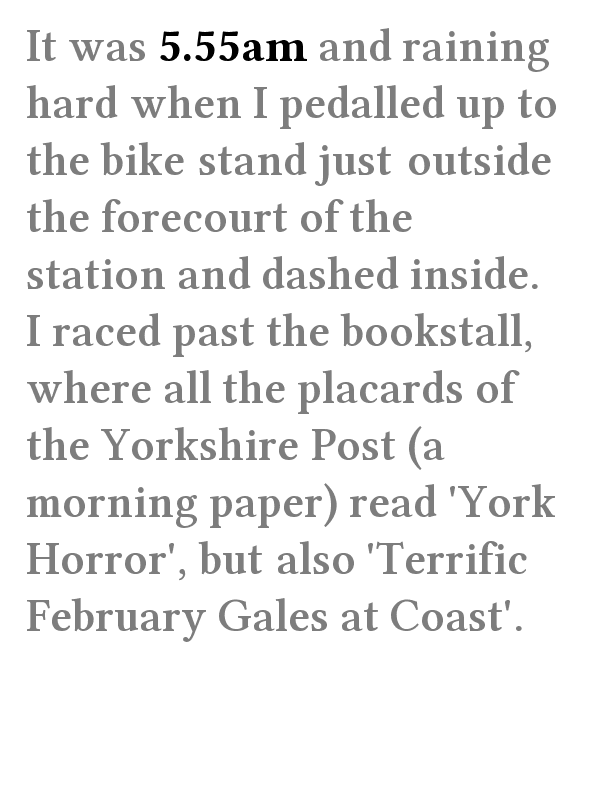 It was 5.55am and raining
hard when I pedalled up to
the bike stand just outside
the forecourt of the
station and dashed inside.
I raced past the bookstall,
where all the placards of
the Yorkshire Post (a
morning paper) read 'York
Horror', but also 'Terrific
February Gales at Coast'.